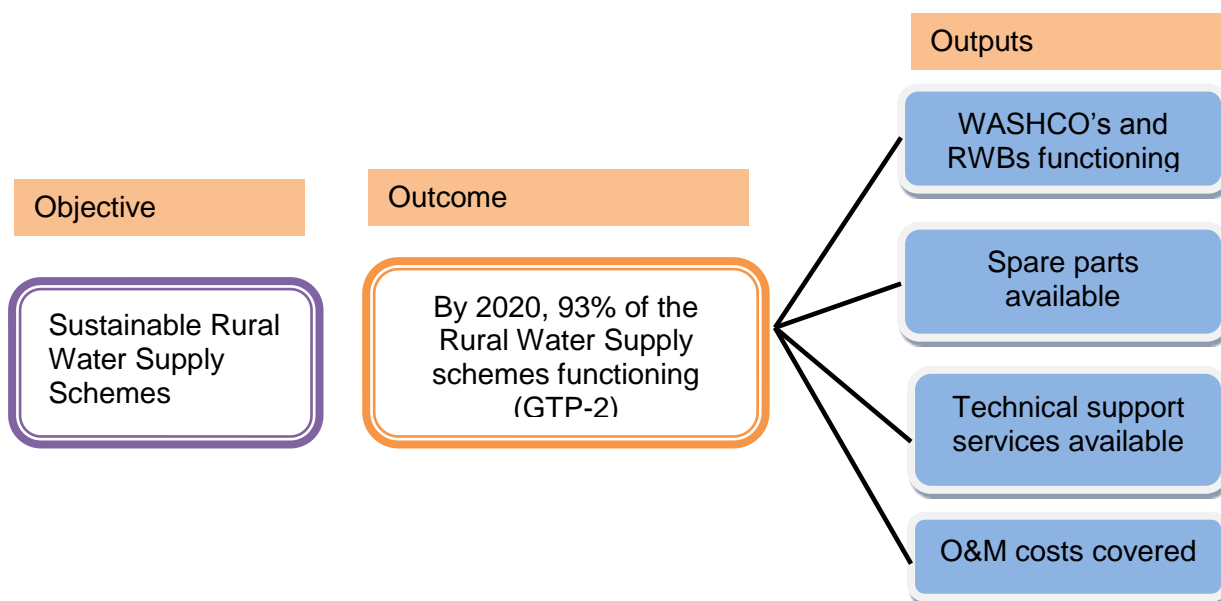 Objective
Sustainable Rural
Water Supply
Schemes
Outcome
By 2020, 93% of the
Rural Water Supply
schemes functioning
(GTP-2)
Outputs
WASHCO’s and
RWBs functioning
Spare parts
available
Technical support
services available
O&M costs covered